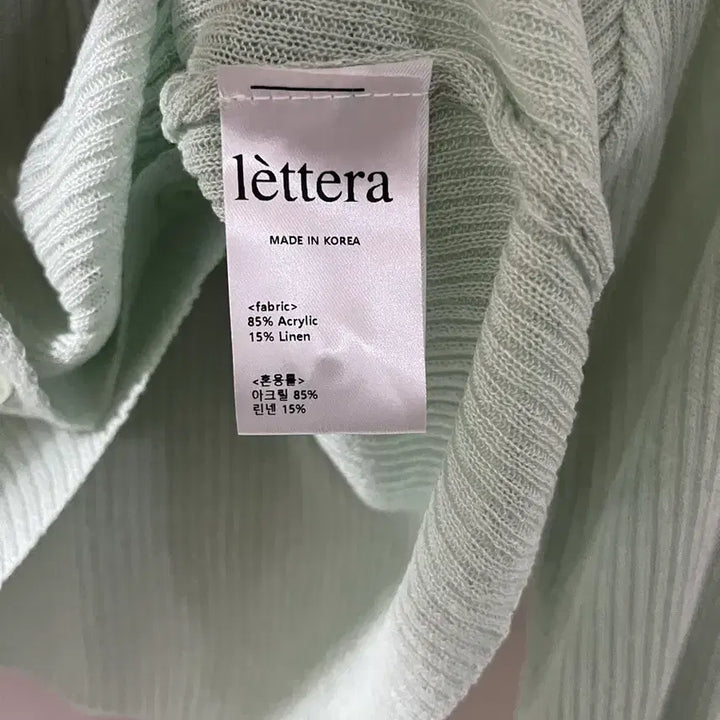 lèttera
MADE IN KOREA
<fabric>
85% Acrylic
15% Linen
<혼용률>
아크릴 85%
린넨 15%